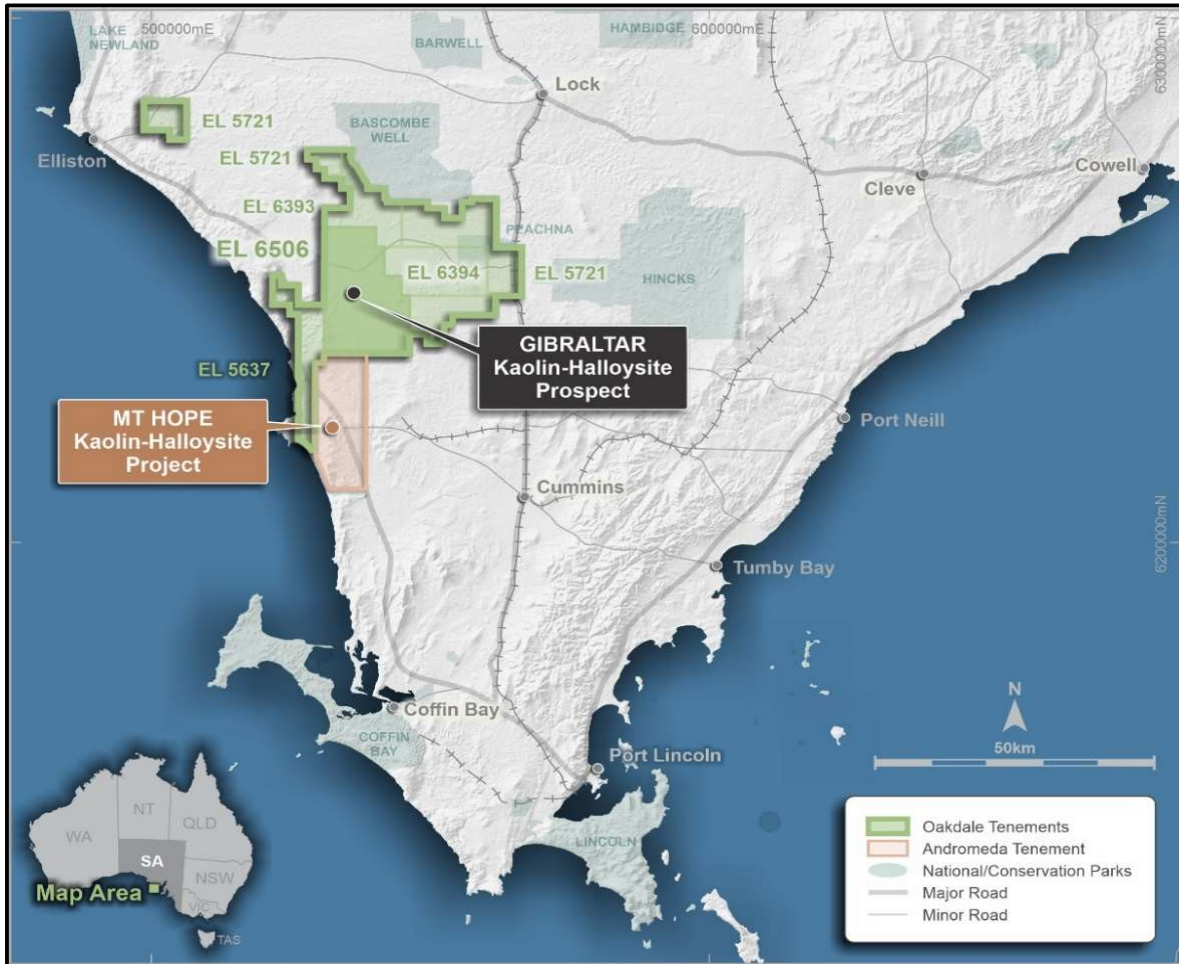 LAKE
NEWLAND
500000mE
BARWELL
HAMBIDGE
600000mE
6300000mN
Lock
EL 5721
BASCOMBE
WELL
Elliston
EL 5721
Cowell
Cleve
EL 6393
PEACHNA
EL 6506
EL 6394
EL 5721
HINCKS
GIBRALTAR
Kaolin-Halloysite
Prospect
EL 5637
MT HOPE
Kaolin-Halloysite
Project
Port Neill
Cummins
6200000mN
Tumby Bay
Coffin Bay
COFFIN
BAY
N
50km
Port Lincoln
LINCOLN
NT
QLD
WA
SA
NSW
VIC
TAS
Map Area
Oakdale Tenements
Andromeda Tenement
National/Conservation Parks
Major Road
Minor Road